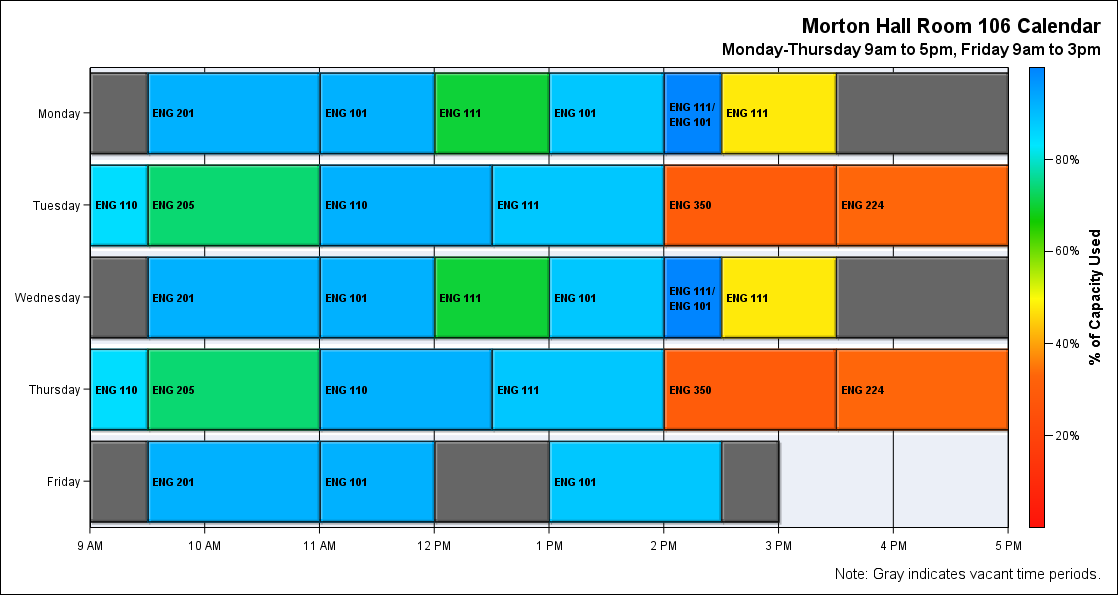 Morton Hall Room 106 Calendar
Monday-Thursday 9am to 5pm, Friday 9am to 3pm
Monday
ENG 201
ENG 101
ENG 111
ENG 101
ENG 111/
ENG 101
ENG 111
Tuesday
ENG 110
ENG 205
ENG 110
ENG 111
ENG 350
ENG 224
Wednesday
ENG 201
ENG 101
ENG 111
ENG 101
ENG 111/
ENG 101
ENG 111
Thursday
ENG 110
ENG 205
ENG 110
ENG 111
ENG 350
ENG 224
Friday
ENG 201
ENG 101
ENG 101
9 AM
10 AM
11 AM
12 PM
1 PM
2 PM
3 PM
4 PM
5 PM
80%
60%
40%
20%
% of Capacity Used
Note: Gray indicates vacant time periods.